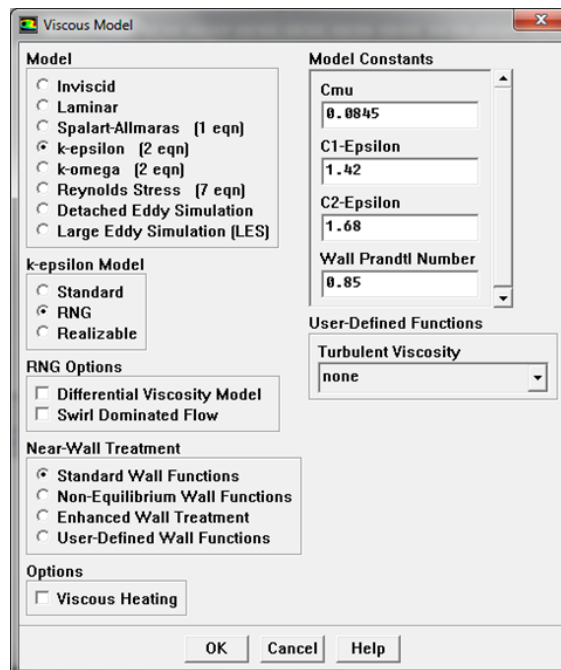 Viscous Model
Model
Inviscid
Laminar
Spalart-Allmaras (1 eqn)
k-epsilon (2 eqn)
k-omega (2 eqn)
Reynolds Stress (7 eqn)
Detached Eddy Simulation
Large Eddy Simulation (LES)
k-epsilon Model
Standard
RNG
Realizable
RNG Options
Differential Viscosity Model
Swirl Dominated Flow
Near-Wall Treatment
Standard Wall Functions
Non-Equilibrium Wall Functions
Enhanced Wall Treatment
User-Defined Wall Functions
Options
Viscous Heating
Model Constants
Cmu
0.0845
C1-Epsilon
1.42
C2-Epsilon
1.68
Wall Prandtl Number
0.85
User-Defined Functions
Turbulent Viscosity
none
OK Cancel Help